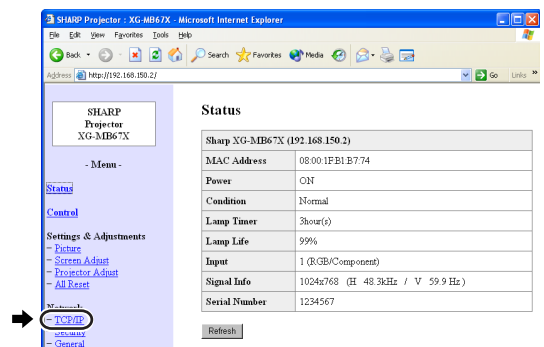 SHARP Projector : XG-MB67X - Microsoft Internet Explorer
File Edit View Favorites Tools Help
Back Search Favorites Media
Address http://192.168.150.2/ Go Links »
SHARP
Projector
XG-MB67X
- Menu -
Status
Control
Settings & Adjustments
– Picture
– Screen Adjust
– Projector Adjust
– All Reset
Network
– TCP/IP
– Security
– General
Status
Sharp XG-MB67X (192.168.150.2)
MAC Address 08:00:1F:B1:B7:74
Power ON
Condition Normal
Lamp Timer 3hour(s)
Lamp Life 99%
Input 1 (RGB/Component)
Signal Info 1024x768 (H 48.3kHz / V 59.9 Hz )
Serial Number 1234567
Refresh